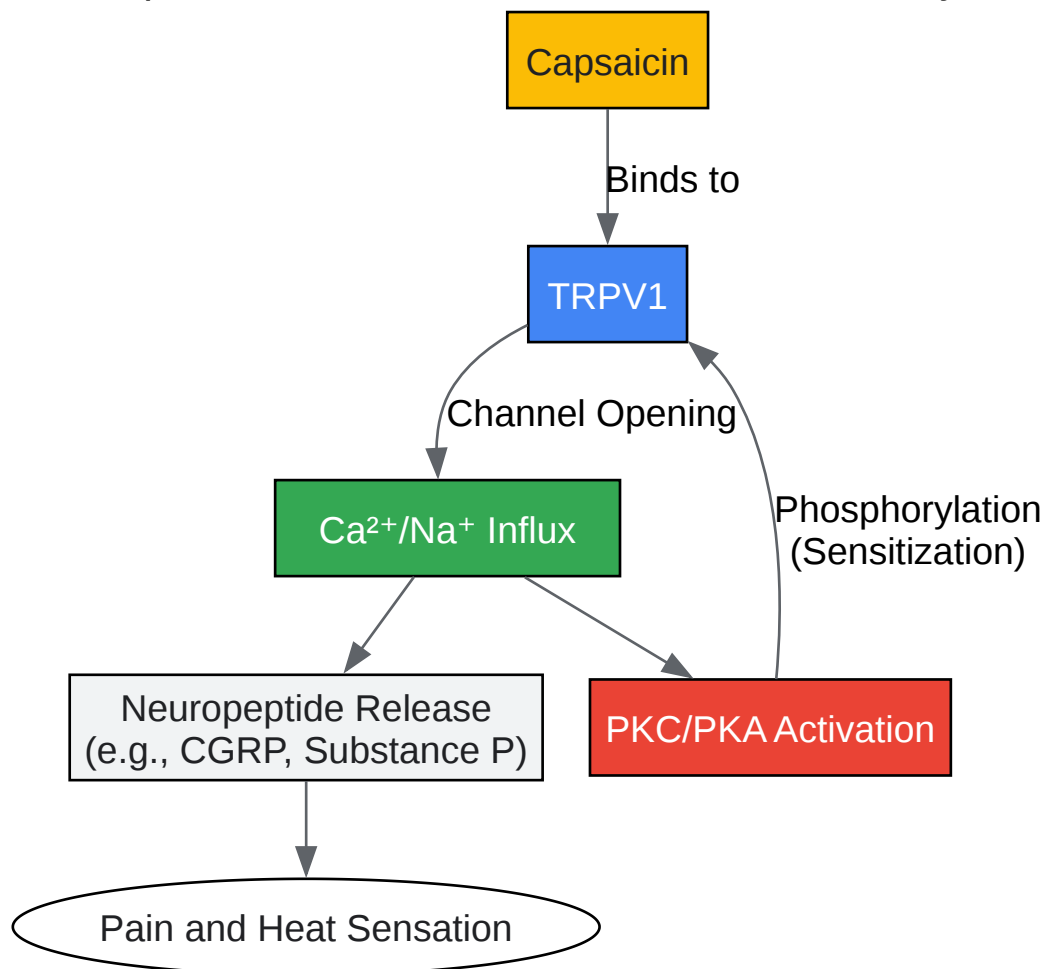 Capsaicin
Binds to
TRPV1
Channel Opening
Ca²⁺/Na⁺ Influx
Phosphorylation
(Sensitization)
Neuropeptide Release
(e.g., CGRP, Substance P)
PKC/PKA Activation
Pain and Heat Sensation